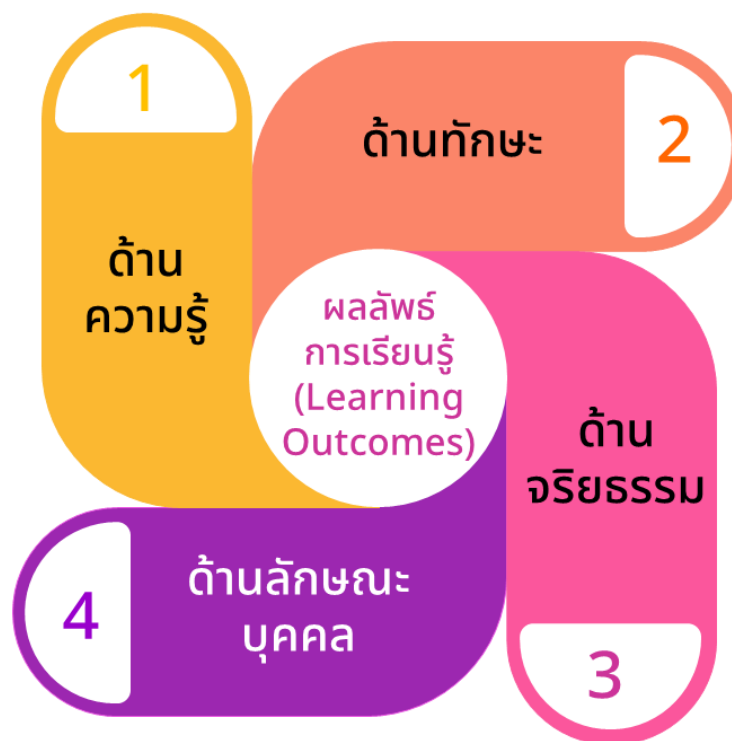 1
ด้าน
ความรู้
ด้านทักษะ
2
ผลลัพธ์
การเรียนรู้
(Learning
Outcomes)
ด้าน
จริยธรรม
3
4
ด้านลักษณะ
บุคคล